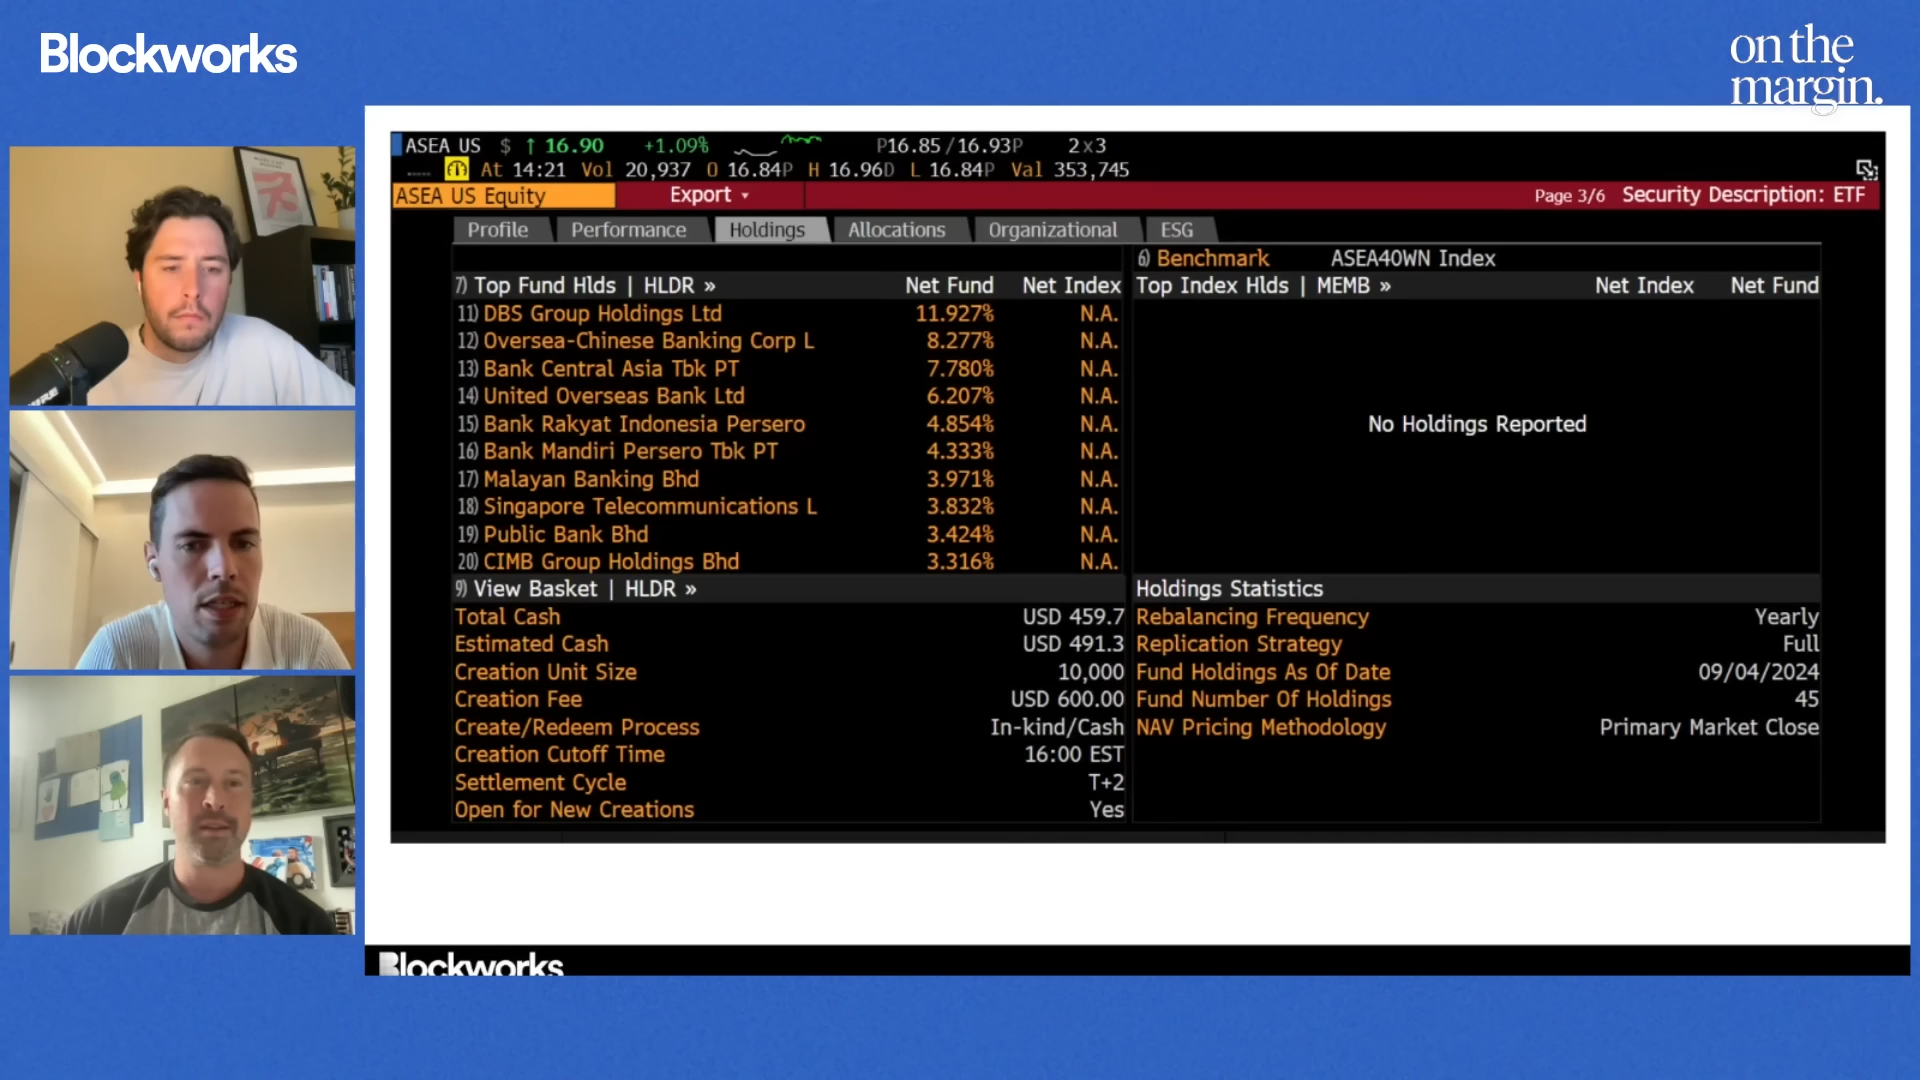 Blockworks
on the
margin.
ASEA US $ ↑ 16.90 +1.09% P16.85/16.93P 2x3
At 14:21 Vol 20,937 O 16.84P H 16.96D L 16.84P Val 353,745
ASEA US Equity Export Page 3/6 Security Description: ETF
Profile Performance Holdings Allocations Organizational ESG
6) Benchmark ASEA40WN Index
7) Top Fund Hlds | HLDR » Net Fund Net Index Top Index Hlds | MEMB » Net Index Net Fund
11) DBS Group Holdings Ltd 11.927% N.A.
12) Oversea-Chinese Banking Corp L 8.277% N.A.
13) Bank Central Asia Tbk PT 7.780% N.A.
14) United Overseas Bank Ltd 6.207% N.A.
15) Bank Rakyat Indonesia Persero 4.854% N.A. No Holdings Reported
16) Bank Mandiri Persero Tbk PT 4.333% N.A.
17) Malayan Banking Bhd 3.971% N.A.
18) Singapore Telecommunications L 3.832% N.A.
19) Public Bank Bhd 3.424% N.A.
20) CIMB Group Holdings Bhd 3.316% N.A.
9) View Basket | HLDR » Holdings Statistics
Total Cash USD 459.7 Rebalancing Frequency Yearly
Estimated Cash USD 491.3 Replication Strategy Full
Creation Unit Size 10,000 Fund Holdings As Of Date 09/04/2024
Creation Fee USD 600.00 Fund Number Of Holdings 45
Create/Redeem Process In-kind/Cash NAV Pricing Methodology Primary Market Close
Creation Cutoff Time 16:00 EST
Settlement Cycle T+2
Open for New Creations Yes
Blockworks